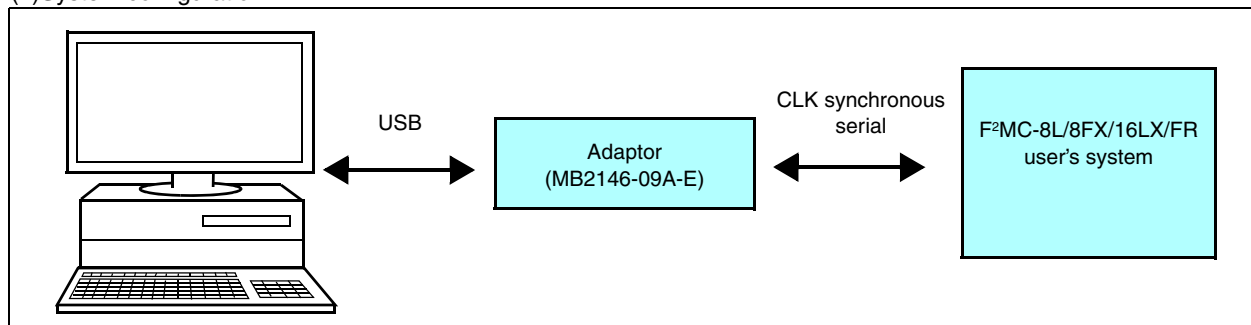 USB
Adaptor
(MB2146-09A-E)
CLK synchronous
serial
F²MC-8L/8FX/16LX/FR
user's system